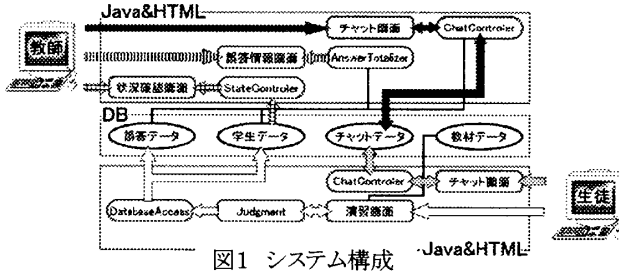 Java&HTML
教師
チャット画面
ChatControler
誤答情報画面
AnswerTotalizer
状況確認画面
StateControler
DB
誤答データ
学生データ
チャットデータ
教材データ
ChatControler
チャット画面
生徒
DatabaseAccess
Judgment
演習画面
Java&HTML
図1 システム構成